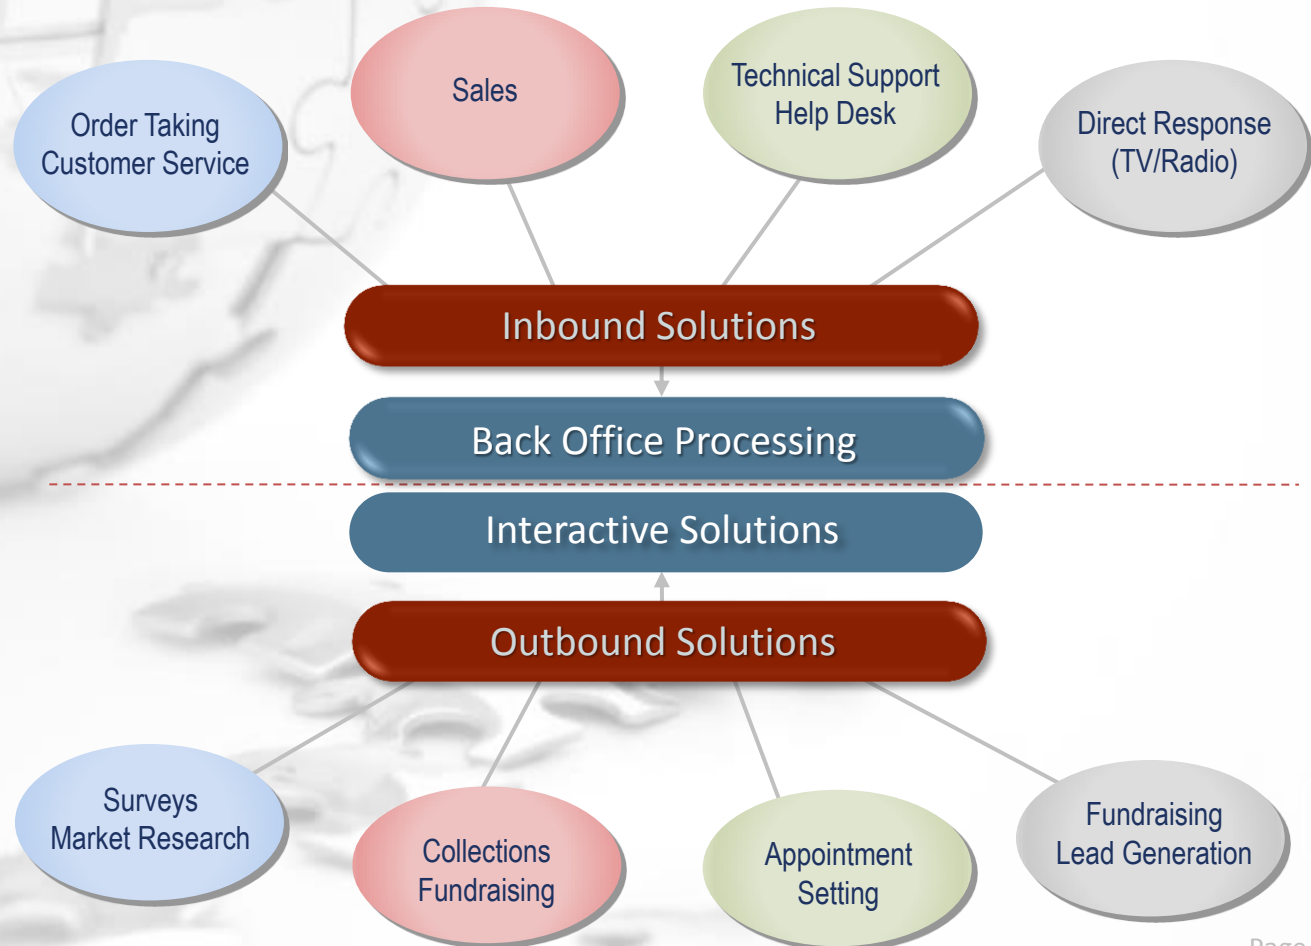 Order Taking
Customer Service
Sales
Technical Support
Help Desk
Direct Response
(TV/Radio)
Inbound Solutions
Back Office Processing
Interactive Solutions
Outbound Solutions
Surveys
Market Research
Collections
Fundraising
Appointment
Setting
Fundraising
Lead Generation